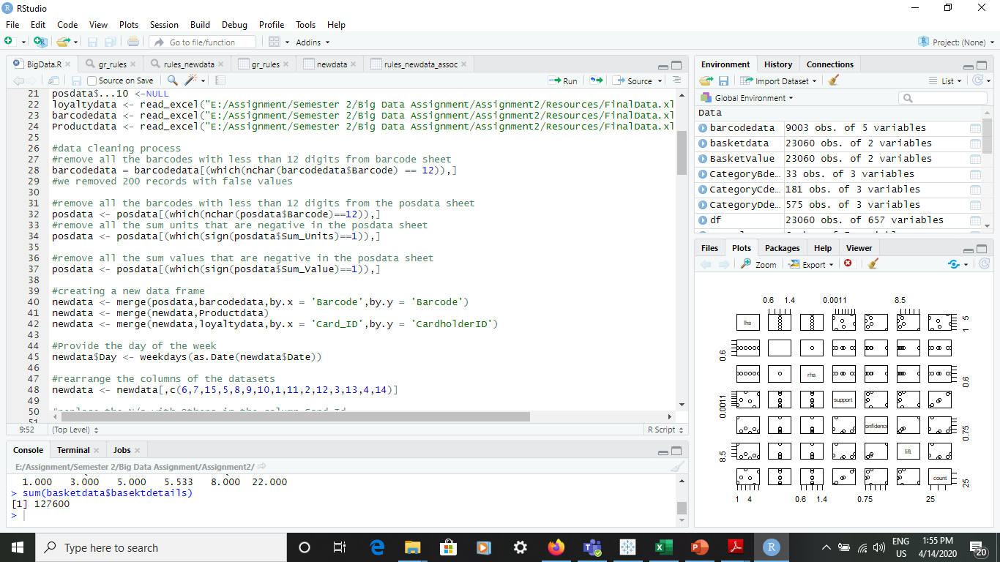 RStudio
File Edit Code View Plots Session Build Debug Profile Tools Help
Go to file/function Addins Project: (None)
BigData.R gr_rules rules_newdata gr_rules newdata rules_newdata_assoc
Source on Save Run Source
21 posdata$...10 <-NULL
22 loyaltydata <- read_excel("E:/Assignment/Semester 2/Big Data Assignment/Assignment2/Resources/FinalData.xl
23 barcodedata <- read_excel("E:/Assignment/Semester 2/Big Data Assignment/Assignment2/Resources/FinalData.xl
24 Productdata <- read_excel("E:/Assignment/Semester 2/Big Data Assignment/Assignment2/Resources/FinalData.xl
25
26 #data cleaning process
27 #remove all the barcodes with less than 12 digits from barcode sheet
28 barcodedata = barcodedata[(which(nchar(barcodedata$Barcode) == 12)),]
29 #we removed 200 records with false values
30
31 #remove all the barcodes with less than 12 digits from the posdata sheet
32 posdata <- posdata[(which(nchar(posdata$Barcode)==12)),]
33 #remove all the sum units that are negative in the posdata sheet
34 posdata <- posdata[(which(sign(posdata$Sum_Units)==1)),]
35
36 #remove all the sum values that are negative in the posdata sheet
37 posdata <- posdata[(which(sign(posdata$Sum_Value)==1)),]
38
39 #creating a new data frame
40 newdata <- merge(posdata,barcodedata,by.x = 'Barcode',by.y = 'Barcode')
41 newdata <- merge(newdata,Productdata)
42 newdata <- merge(newdata,loyaltydata,by.x = 'Card_ID',by.y = 'CardholderID')
43
44 #Provide the day of the week
45 newdata$Day <- weekdays(as.Date(newdata$Date))
46
47 #rearrange the columns of the datasets
48 newdata <- newdata[,c(6,7,15,5,8,9,10,1,11,2,12,3,13,4,14)]
49
50
51
9:52 (Top Level) R Script
Console Terminal Jobs
E:/Assignment/Semester 2/Big Data Assignment/Assignment2/
1.000 3.000 5.000 5.533 8.000 22.000
> sum(basketdata$basektdetails)
[1] 127600
>
Environment History Connections
Import Dataset List
Global Environment
Data
barcodedata 9003 obs. of 5 variables
basketdata 23060 obs. of 2 variables
BasketValue 23060 obs. of 2 variables
CategoryBde… 33 obs. of 3 variables
CategoryCde… 181 obs. of 3 variables
CategoryDde… 575 obs. of 3 variables
df 23060 obs. of 657 variables
Files Plots Packages Help Viewer
Zoom Export
0.6 1.4 0.0011 8.5
lhs 1 5
0.6
rhs 0.6
0.0011 support
onfidenc 0.75
8.5 lift
count 25
1 4 0.6 1.4 0.75 25
Type here to search
ENG 1:55 PM
US 4/14/2020 20